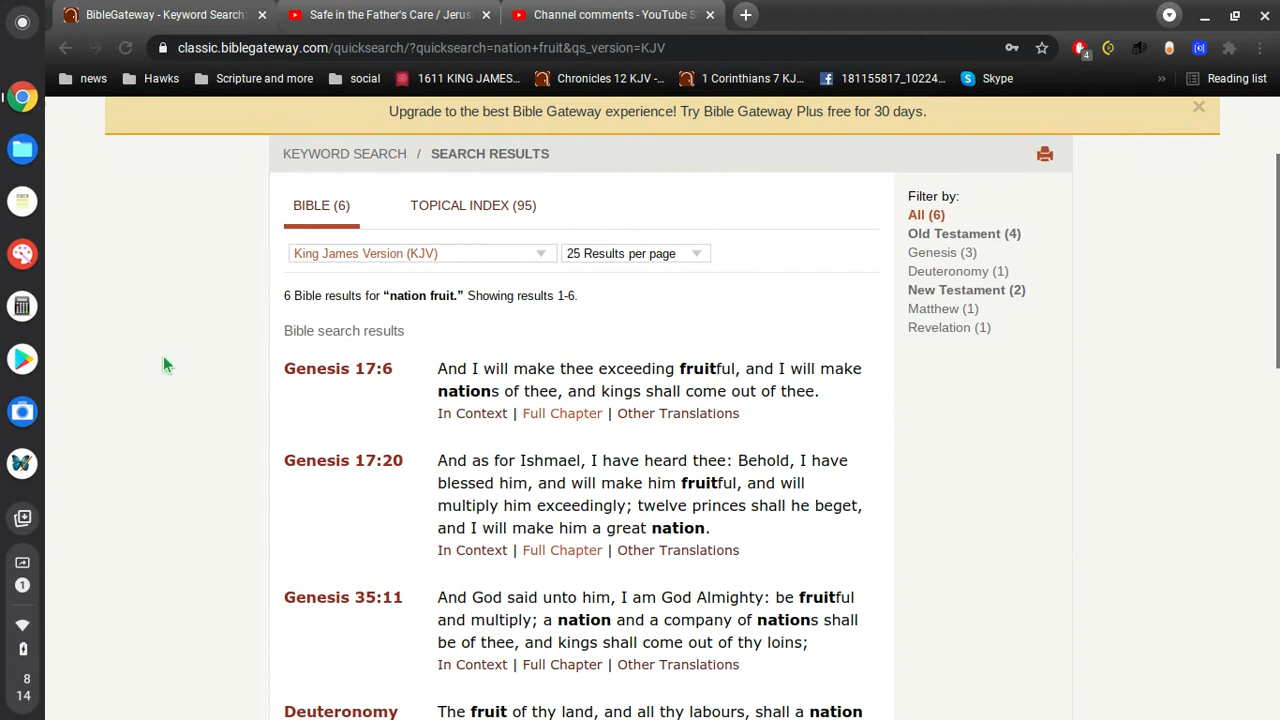 BibleGateway - Keyword Search:
Safe in the Father's Care / Jerus
Channel comments - YouTube S
classic.biblegateway.com/quicksearch/?quicksearch=nation+fruit&qs_version=KJV
4
news
Hawks
Scripture and more
social
1611 KING JAMES...
Chronicles 12 KJV -...
1 Corinthians 7 KJ...
181155817_10224...
Skype
»
Reading list
Upgrade to the best Bible Gateway experience! Try Bible Gateway Plus free for 30 days.
KEYWORD SEARCH / SEARCH RESULTS
BIBLE (6)
TOPICAL INDEX (95)
King James Version (KJV)
25 Results per page
6 Bible results for “nation fruit.” Showing results 1-6.
Bible search results
Genesis 17:6
And I will make thee exceeding fruitful, and I will make
nations of thee, and kings shall come out of thee.
In Context | Full Chapter | Other Translations
Genesis 17:20
And as for Ishmael, I have heard thee: Behold, I have
blessed him, and will make him fruitful, and will
multiply him exceedingly; twelve princes shall he beget,
and I will make him a great nation.
In Context | Full Chapter | Other Translations
Genesis 35:11
And God said unto him, I am God Almighty: be fruitful
and multiply; a nation and a company of nations shall
be of thee, and kings shall come out of thy loins;
In Context | Full Chapter | Other Translations
Deuteronomy
The fruit of thy land, and all thy labours, shall a nation
Filter by:
All (6)
Old Testament (4)
Genesis (3)
Deuteronomy (1)
New Testament (2)
Matthew (1)
Revelation (1)
1
8
14